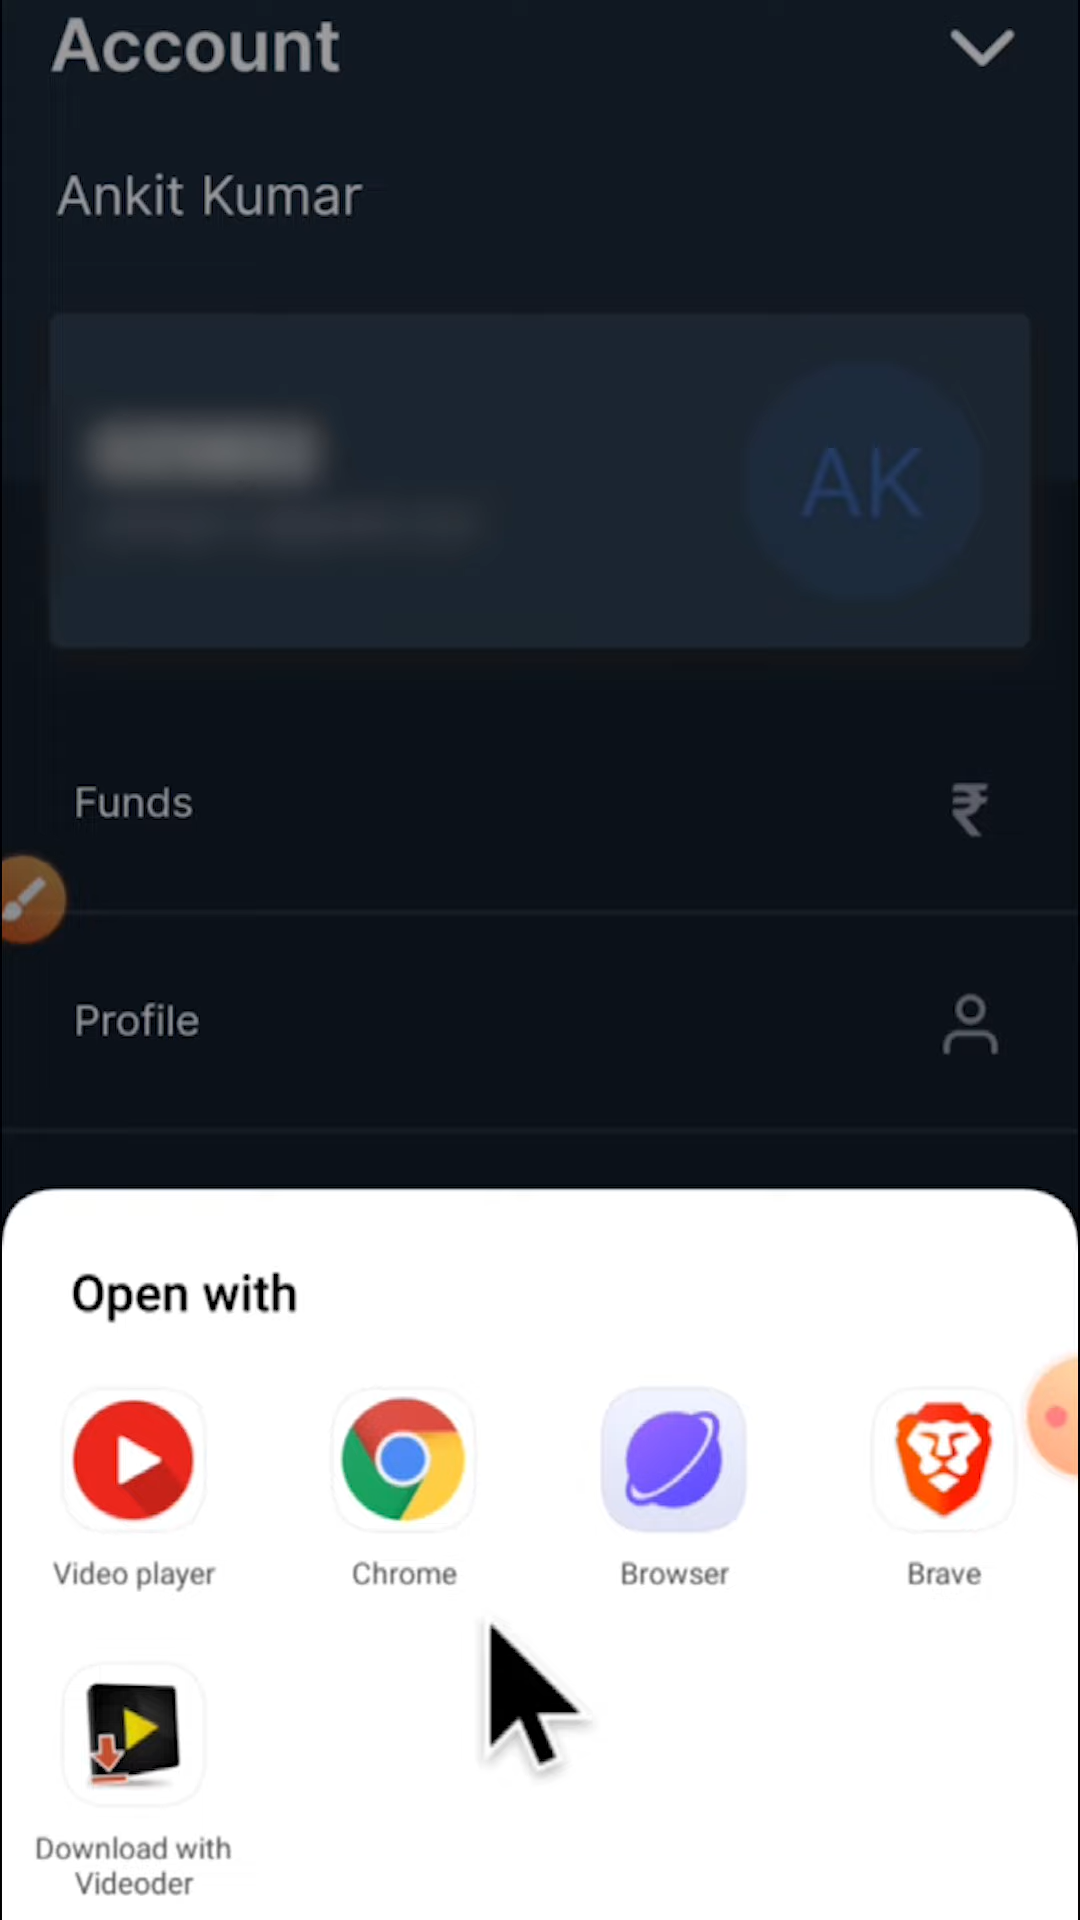 Account
Ankit Kumar
AK
Funds
₹
Profile
Open with
Video player
Chrome
Browser
Brave
Download with
Videoder